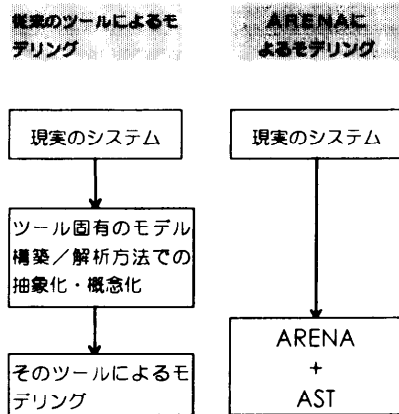 従来のツールによるモ
デリング
ARENAに
よるモデリング
現実のシステム
現実のシステム
ツール固有のモデル
構築／解析方法での
抽象化・概念化
そのツールによるモ
デリング
ARENA
+
AST